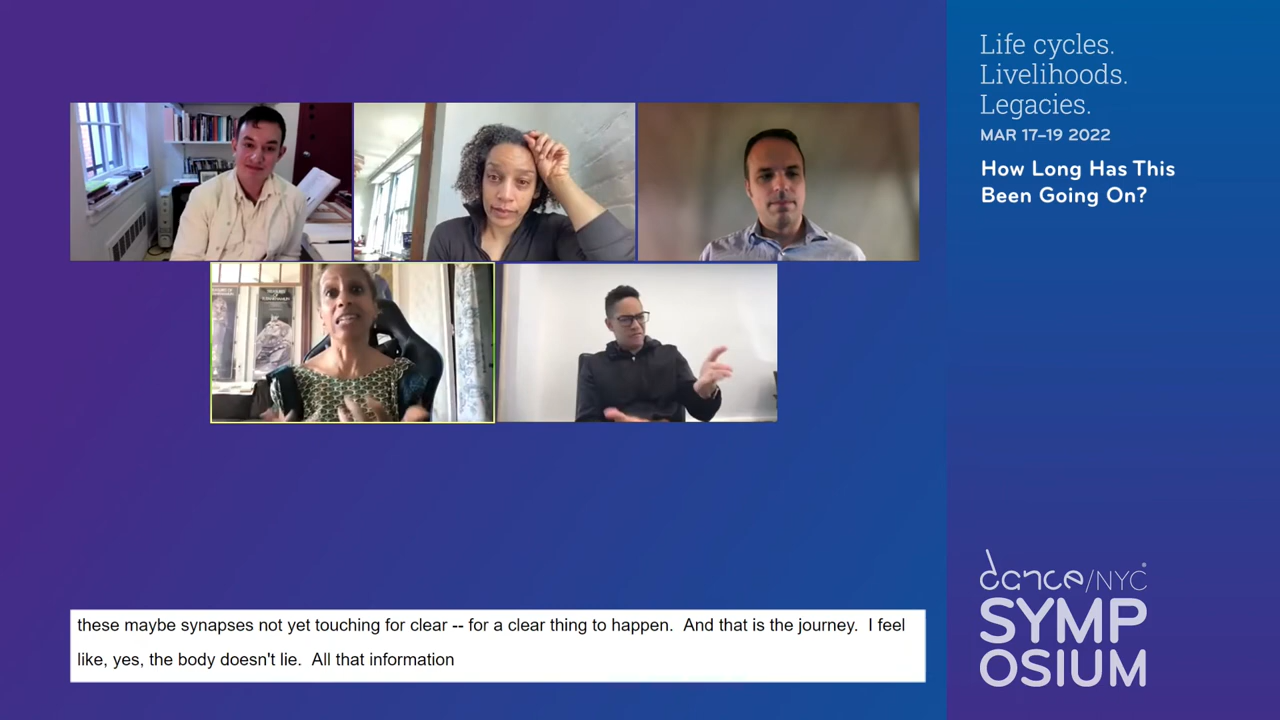 Life cycles.
Livelihoods.
Legacies.
MAR 17–19 2022
How Long Has This
Been Going On?
these maybe synapses not yet touching for clear -- for a clear thing to happen. And that is the journey. I feel
like, yes, the body doesn't lie. All that information
dance/NYC
SYMP
OSIUM